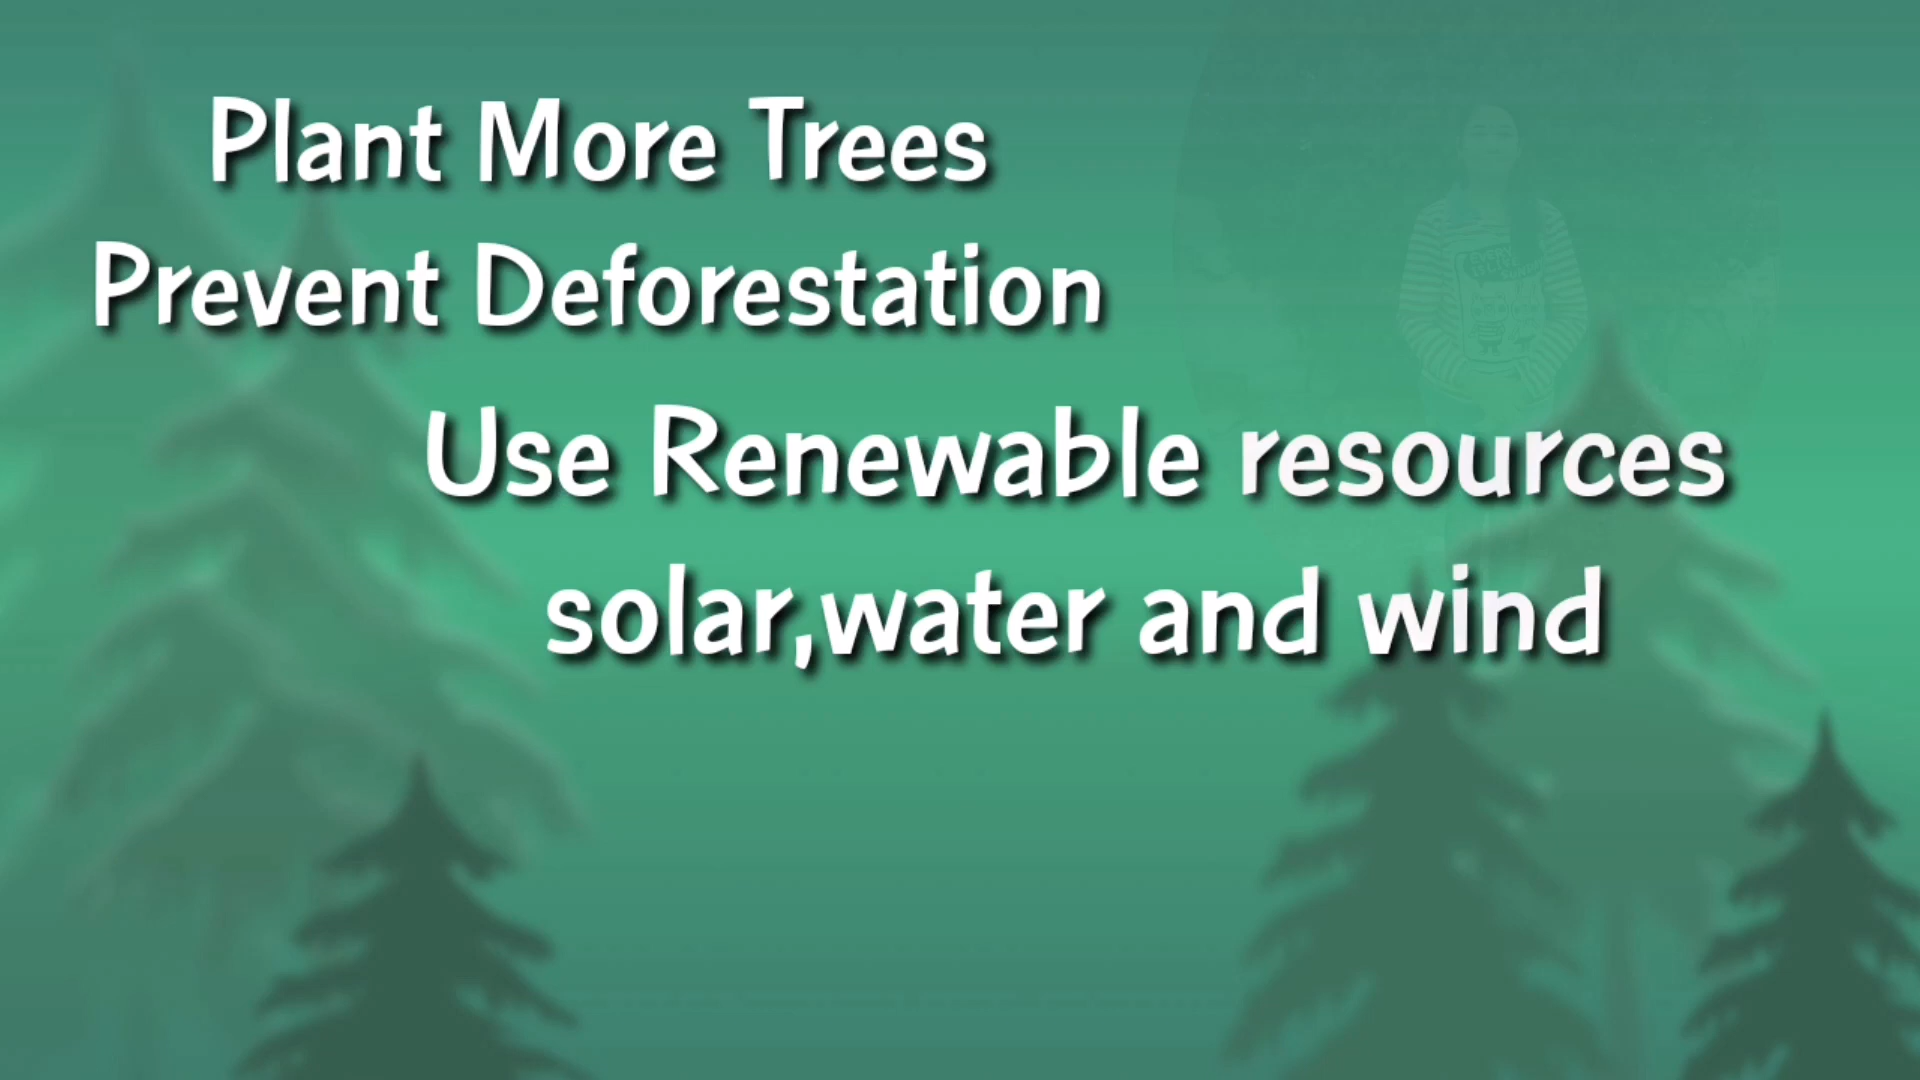 Plant More Trees
Prevent Deforestation
Use Renewable resources
solar,water and wind